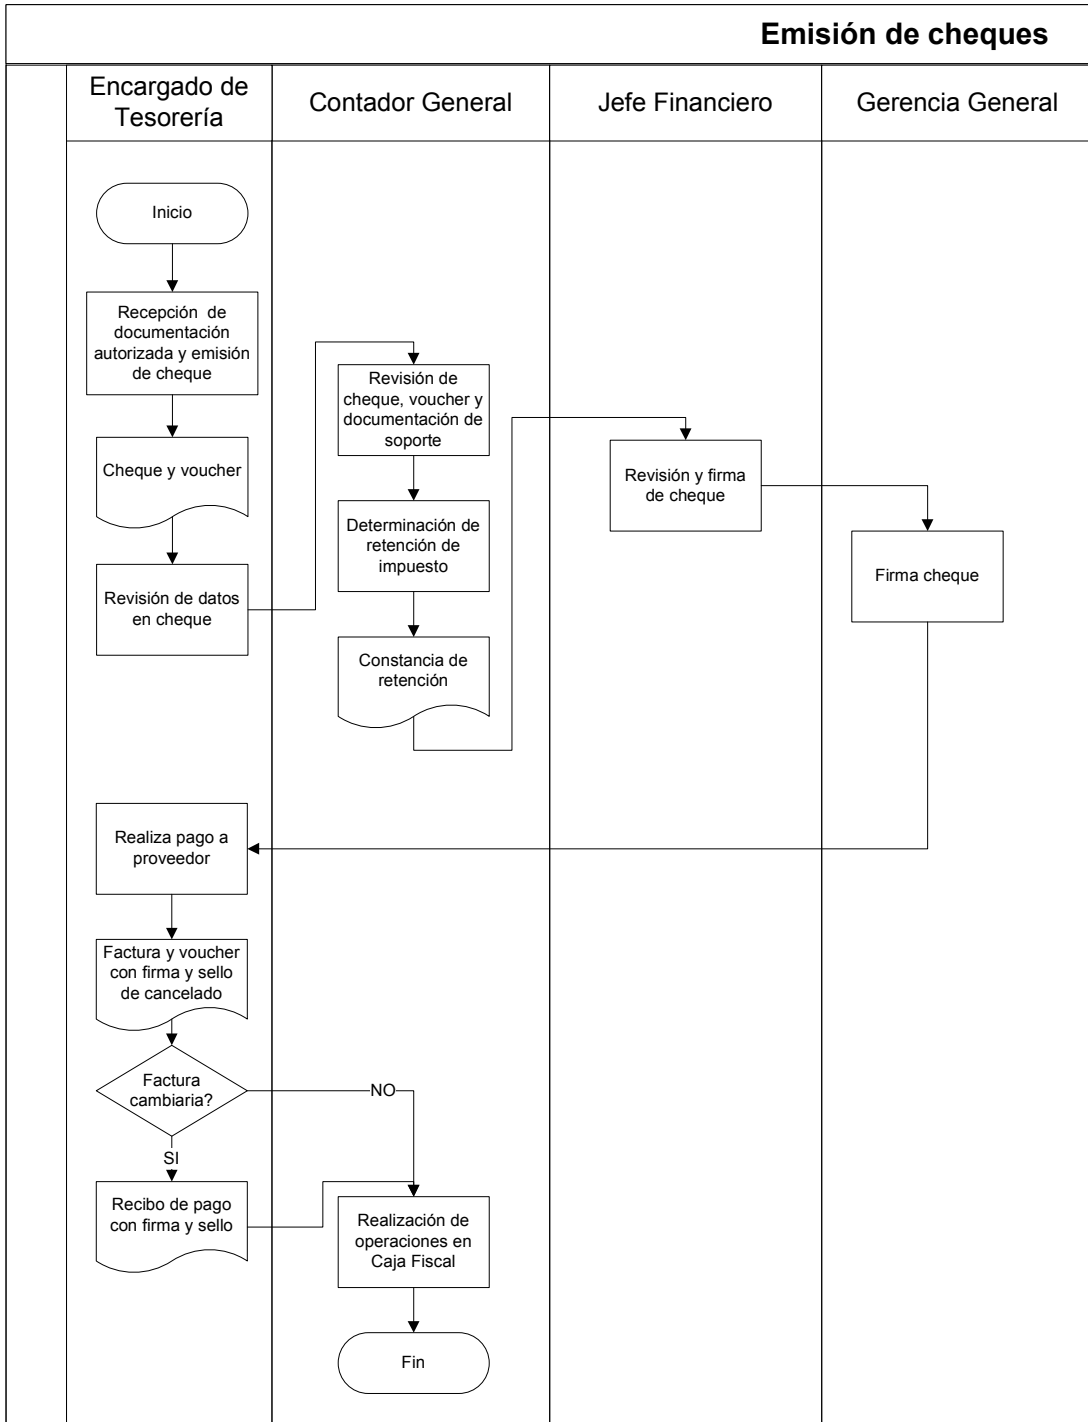 Emisión de cheques
Encargado de
Tesorería
Contador General
Jefe Financiero
Gerencia General
Inicio
Recepción de
documentación
autorizada y emisión
de cheque
Cheque y voucher
Revisión de datos
en cheque
Revisión de
cheque, voucher y
documentación de
soporte
Determinación de
retención de
impuesto
Constancia de
retención
Revisión y firma
de cheque
Firma cheque
Realiza pago a
proveedor
Factura y voucher
con firma y sello
de cancelado
Factura
cambiaria?
NO
SI
Recibo de pago
con firma y sello
Realización de
operaciones en
Caja Fiscal
Fin